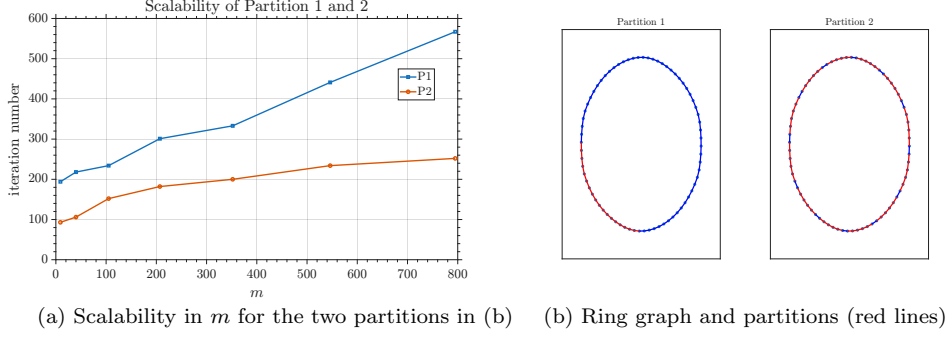 Scalability of Partition 1 and 2
600
500
400
300
200
100
0
iteration number
P1
P2
0 100 200 300 400 500 600 700 800
m
Partition 1
Partition 2
(a) Scalability in m for the two partitions in (b)
(b) Ring graph and partitions (red lines)